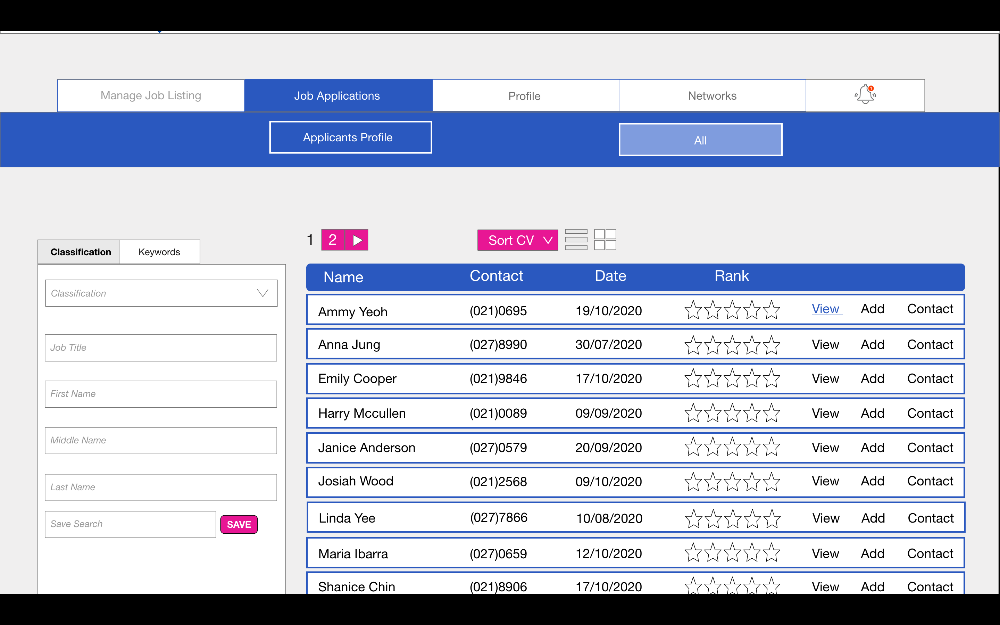 Manage Job Listing Job Applications Profile Networks 1
Applicants Profile All
1 2 Sort CV
Classification Keywords
Classification
Job Title
First Name
Middle Name
Last Name
Save Search SAVE
Name Contact Date Rank
Ammy Yeoh (021)0695 19/10/2020 View Add Contact
Anna Jung (027)8990 30/07/2020 View Add Contact
Emily Cooper (021)9846 17/10/2020 View Add Contact
Harry Mccullen (021)0089 09/09/2020 View Add Contact
Janice Anderson (027)0579 20/09/2020 View Add Contact
Josiah Wood (021)2568 09/10/2020 View Add Contact
Linda Yee (027)7866 10/08/2020 View Add Contact
Maria Ibarra (027)0659 12/10/2020 View Add Contact
Shanice Chin (021)8906 17/10/2020 View Add Contact